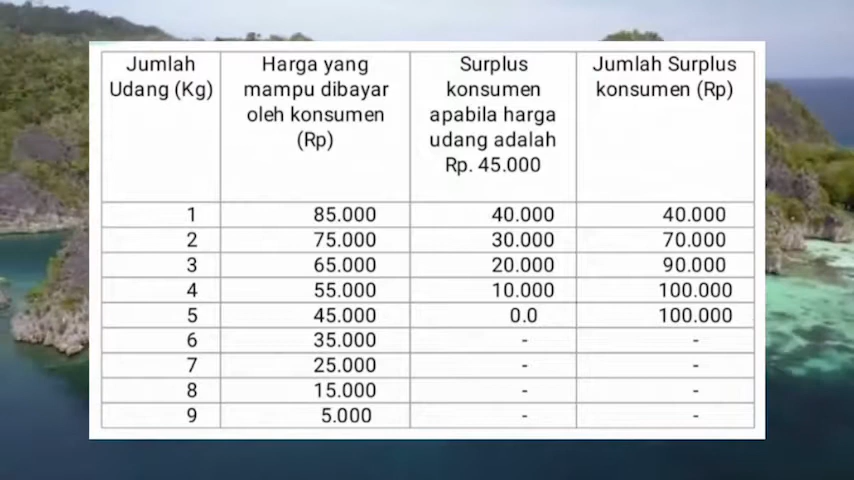 Jumlah Udang (Kg) Harga yang mampu dibayar oleh konsumen (Rp) Surplus konsumen apabila harga udang adalah Rp. 45.000 Jumlah Surplus konsumen (Rp)
1 85.000 40.000 40.000
2 75.000 30.000 70.000
3 65.000 20.000 90.000
4 55.000 10.000 100.000
5 45.000 0.0 100.000
6 35.000 - -
7 25.000 - -
8 15.000 - -
9 5.000 - -